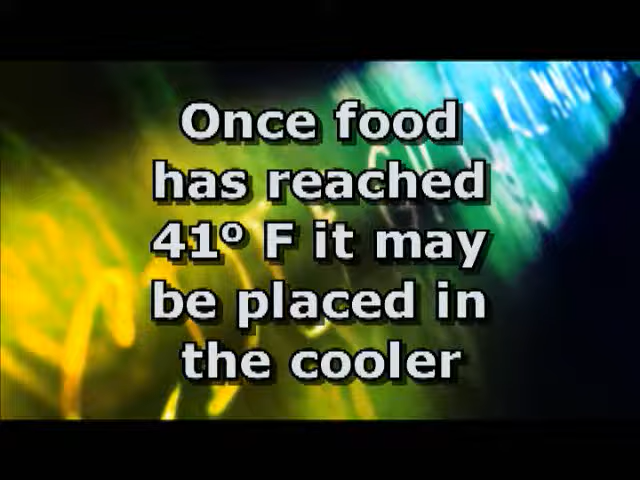 Once food
has reached
41º F it may
be placed in
the cooler